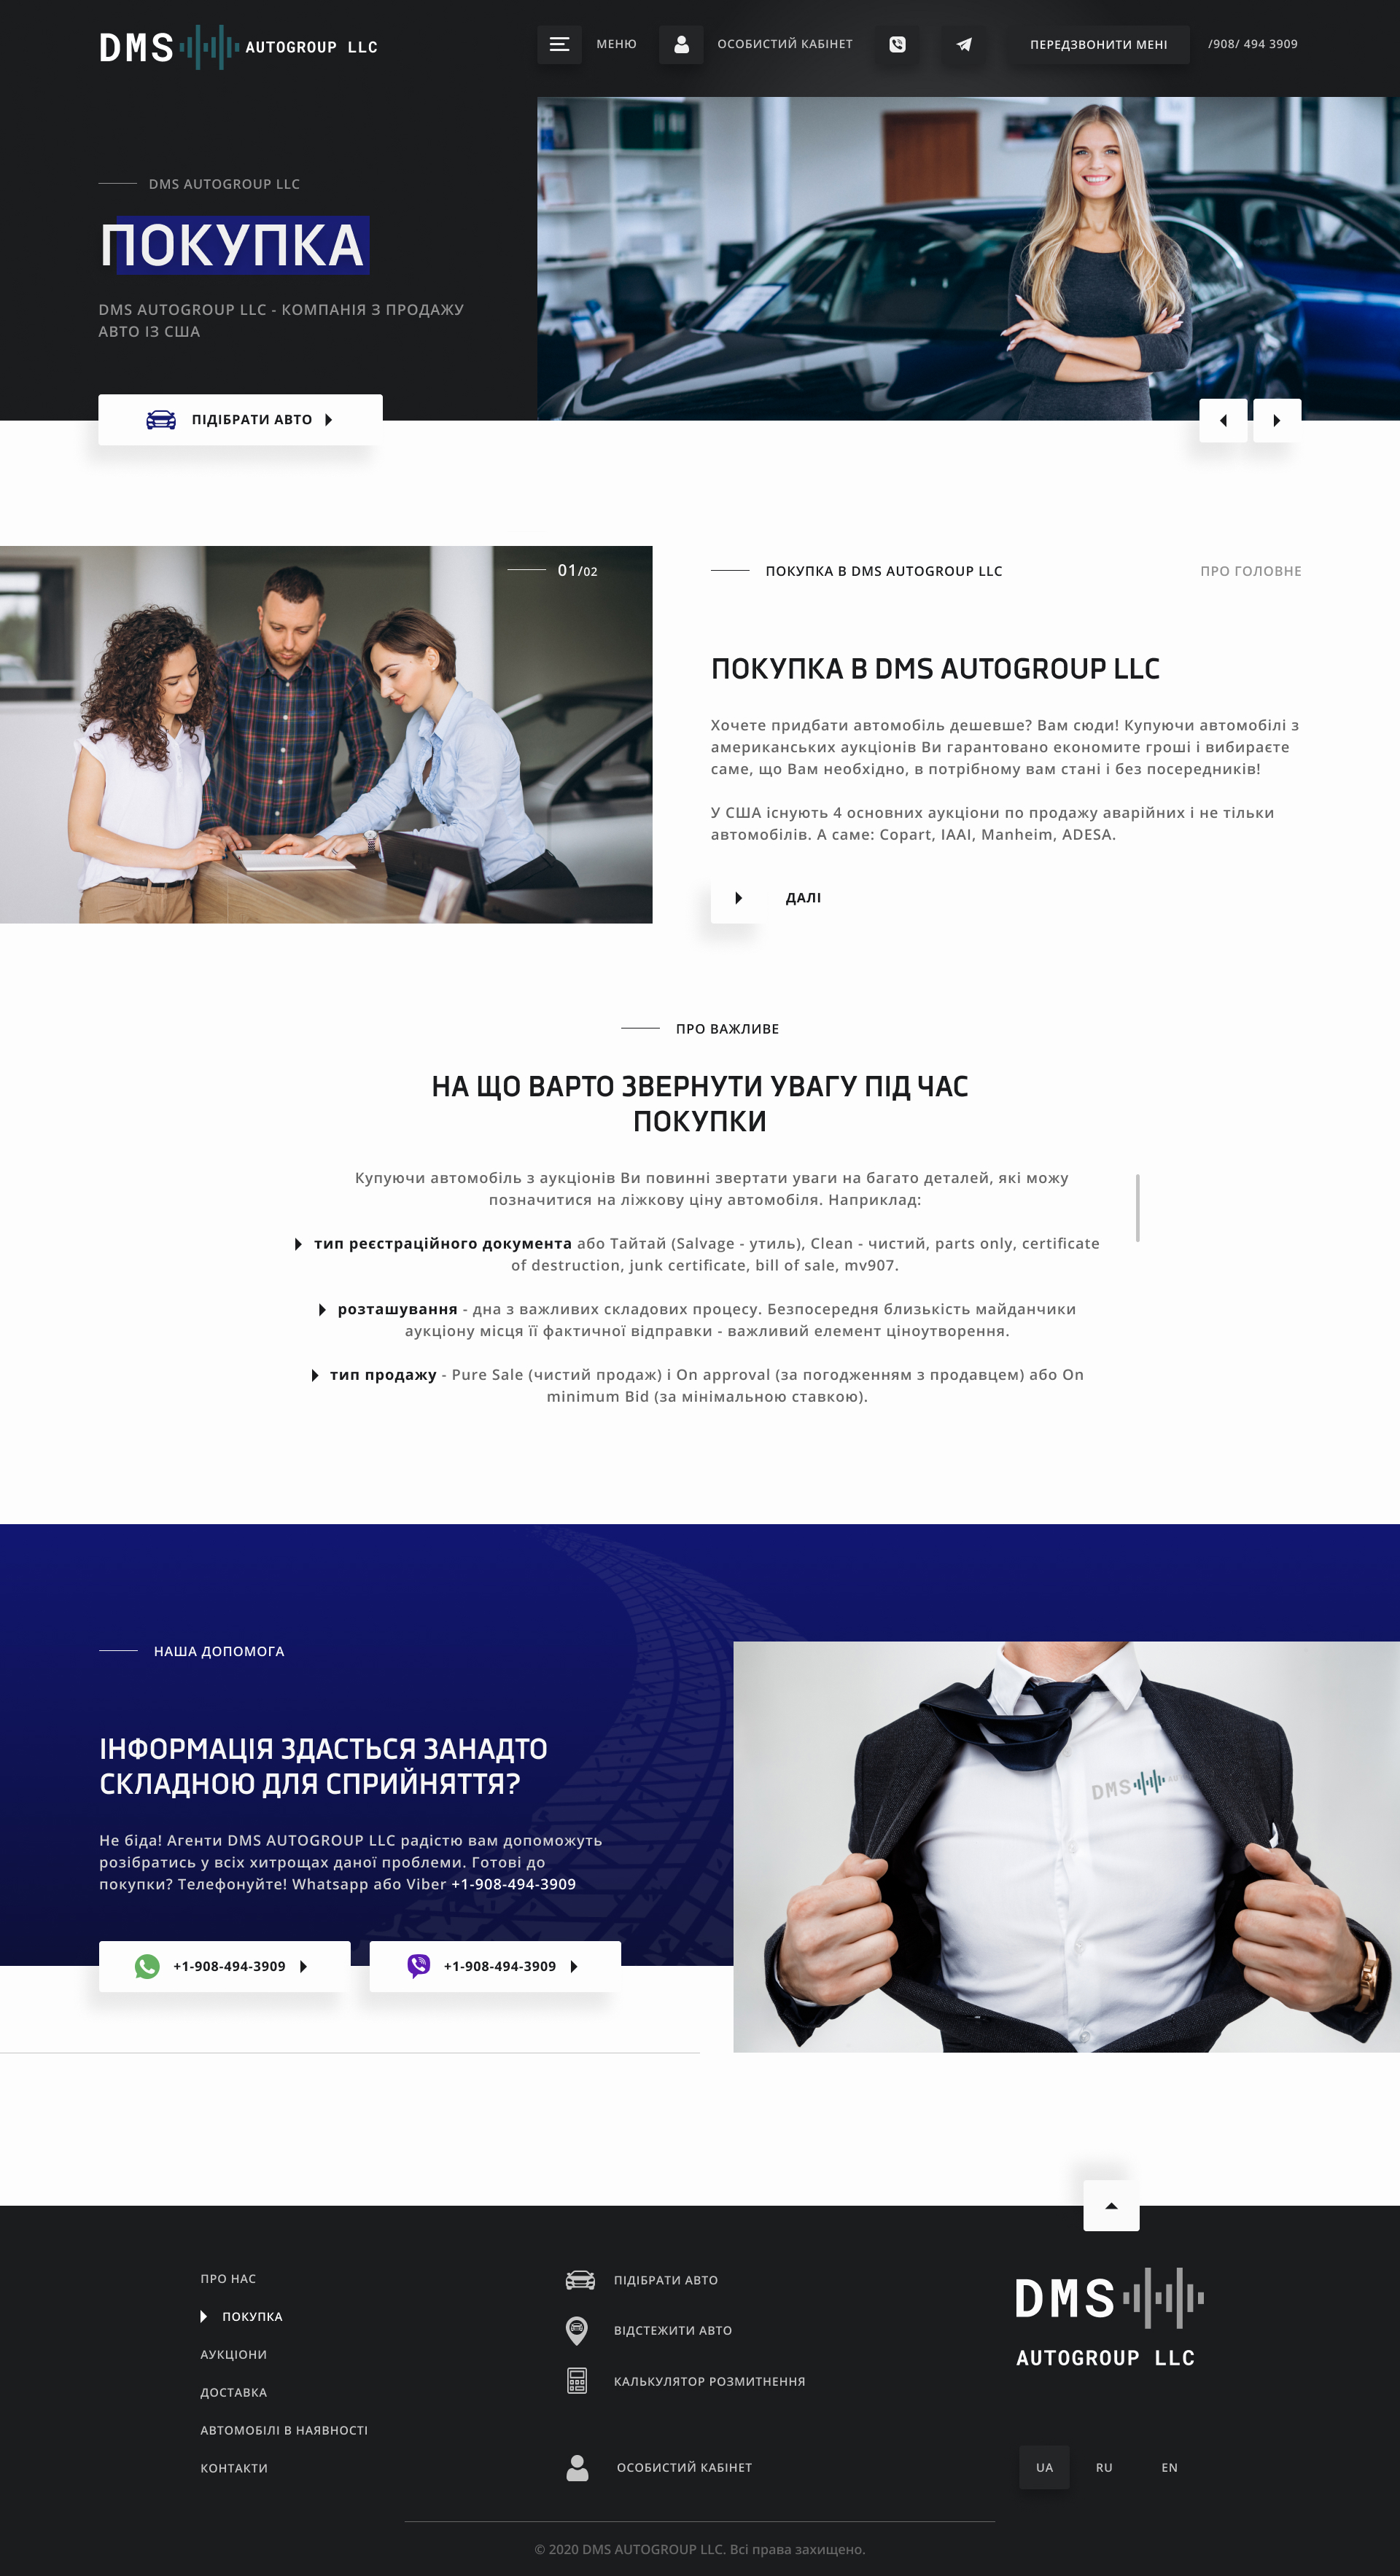 DMS AUTOGROUP LLC
МЕНЮ
ОСОБИСТИЙ КАБІНЕТ
ПЕРЕДЗВОНИТИ МЕНІ
/908/ 494 3909
DMS AUTOGROUP LLC
ПОКУПКА
DMS AUTOGROUP LLC - КОМПАНІЯ З ПРОДАЖУ
АВТО ІЗ США
ПІДІБРАТИ АВТО
01/02
ПОКУПКА В DMS AUTOGROUP LLC
ПРО ГОЛОВНЕ
ПОКУПКА В DMS AUTOGROUP LLC
Хочете придбати автомобіль дешевше? Вам сюди! Купуючи автомобілі з
американських аукціонів Ви гарантовано економите гроші і вибираєте
саме, що Вам необхідно, в потрібному вам стані і без посередників!
У США існують 4 основних аукціони по продажу аварійних і не тільки
автомобілів. А саме: Copart, IAAI, Manheim, ADESA.
ДАЛІ
ПРО ВАЖЛИВЕ
НА ЩО ВАРТО ЗВЕРНУТИ УВАГУ ПІД ЧАС
ПОКУПКИ
Купуючи автомобіль з аукціонів Ви повинні звертати уваги на багато деталей, які можу
позначитися на ліжкову ціну автомобіля. Наприклад:
тип реєстраційного документа або Тайтай (Salvage - утиль), Clean - чистий, parts only, certificate
of destruction, junk certificate, bill of sale, mv907.
розташування - дна з важливих складових процесу. Безпосередня близькість майданчики
аукціону місця її фактичної відправки - важливий елемент ціноутворення.
тип продажу - Pure Sale (чистий продаж) і On approval (за погодженням з продавцем) або On
minimum Bid (за мінімальною ставкою).
НАША ДОПОМОГА
ІНФОРМАЦІЯ ЗДАСТЬСЯ ЗАНАДТО
СКЛАДНОЮ ДЛЯ СПРИЙНЯТТЯ?
Не біда! Агенти DMS AUTOGROUP LLC радістю вам допоможуть
розібратись у всіх хитрощах даної проблеми. Готові до
покупки? Телефонуйте! Whatsapp або Viber +1-908-494-3909
+1-908-494-3909
+1-908-494-3909
DMS
ПРО НАС
ПОКУПКА
АУКЦІОНИ
ДОСТАВКА
АВТОМОБІЛІ В НАЯВНОСТІ
КОНТАКТИ
ПІДІБРАТИ АВТО
ВІДСТЕЖИТИ АВТО
КАЛЬКУЛЯТОР РОЗМИТНЕННЯ
ОСОБИСТИЙ КАБІНЕТ
DMS
AUTOGROUP LLC
UA
RU
EN
© 2020 DMS AUTOGROUP LLC. Всі права захищено.